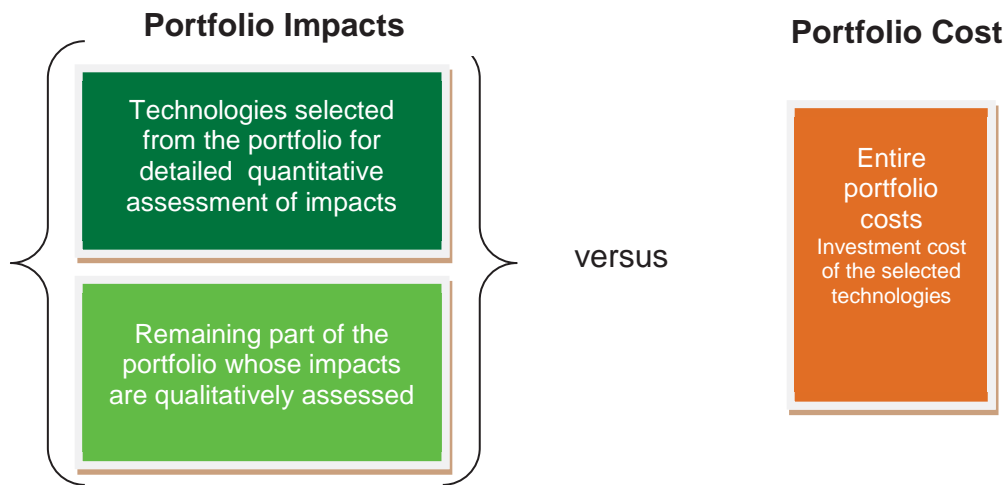 Portfolio Impacts
Technologies selected
from the portfolio for
detailed quantitative
assessment of impacts
Remaining part of the
portfolio whose impacts
are qualitatively assessed
versus
Portfolio Cost
Entire
portfolio
costs
Investment cost
of the selected
technologies